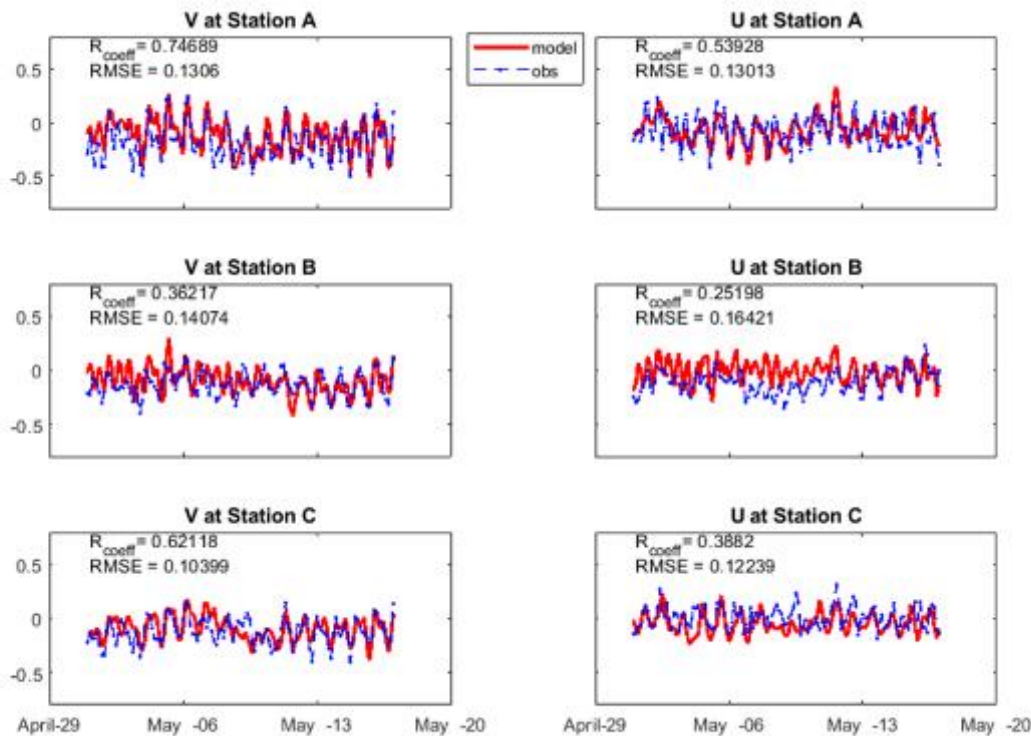 V at Station A
R_coeff = 0.74689
RMSE = 0.1306
0.5
0
-0.5
model
obs
U at Station A
R_coeff = 0.53928
RMSE = 0.13013
V at Station B
R_coeff = 0.36217
RMSE = 0.14074
0.5
0
-0.5
U at Station B
R_coeff = 0.25198
RMSE = 0.16421
V at Station C
R_coeff = 0.62118
RMSE = 0.10399
0.5
0
-0.5
U at Station C
R_coeff = 0.3882
RMSE = 0.12239
April-29 May -06 May -13 May -20
April-29 May -06 May -13 May -20